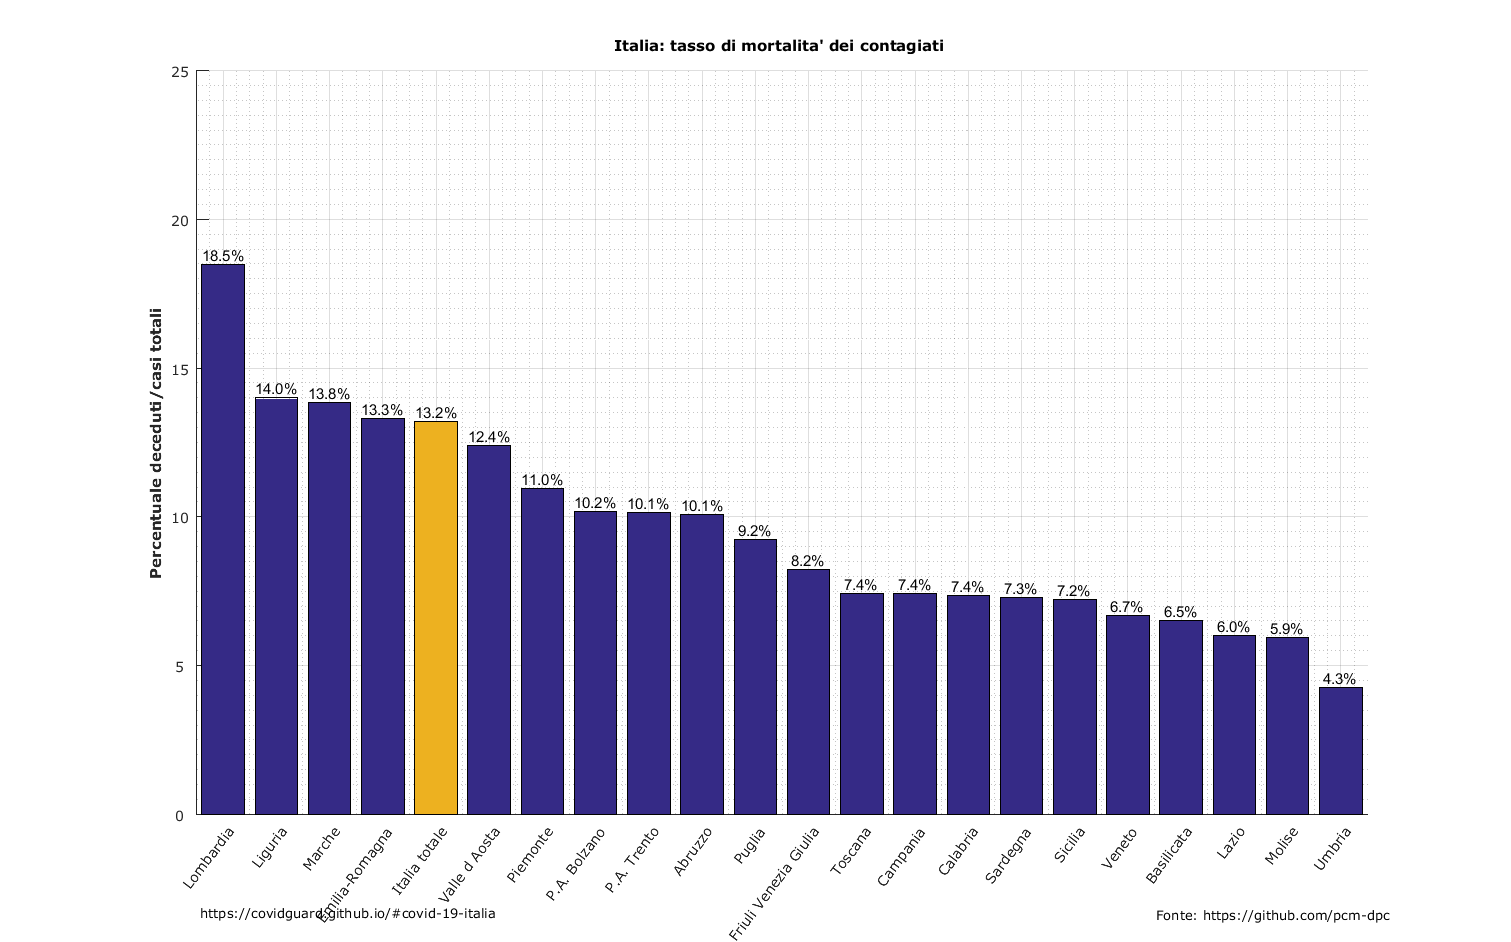 Italia: tasso di mortalita' dei contagiati
Percentuale deceduti/casi totali
25
20
15
10
5
0
18.5%
14.0%
13.8%
13.3%
13.2%
12.4%
11.0%
10.2%
10.1%
10.1%
9.2%
8.2%
7.4%
7.4%
7.4%
7.3%
7.2%
6.7%
6.5%
6.0%
5.9%
4.3%
Lombardia
Liguria
Marche
Emilia-Romagna
Italia totale
Valle d Aosta
Piemonte
P.A. Bolzano
P.A. Trento
Abruzzo
Puglia
Friuli Venezia Giulia
Toscana
Campania
Calabria
Sardegna
Sicilia
Veneto
Basilicata
Lazio
Molise
Umbria
https://covidguard.github.io/#covid-19-italia
Fonte: https://github.com/pcm-dpc